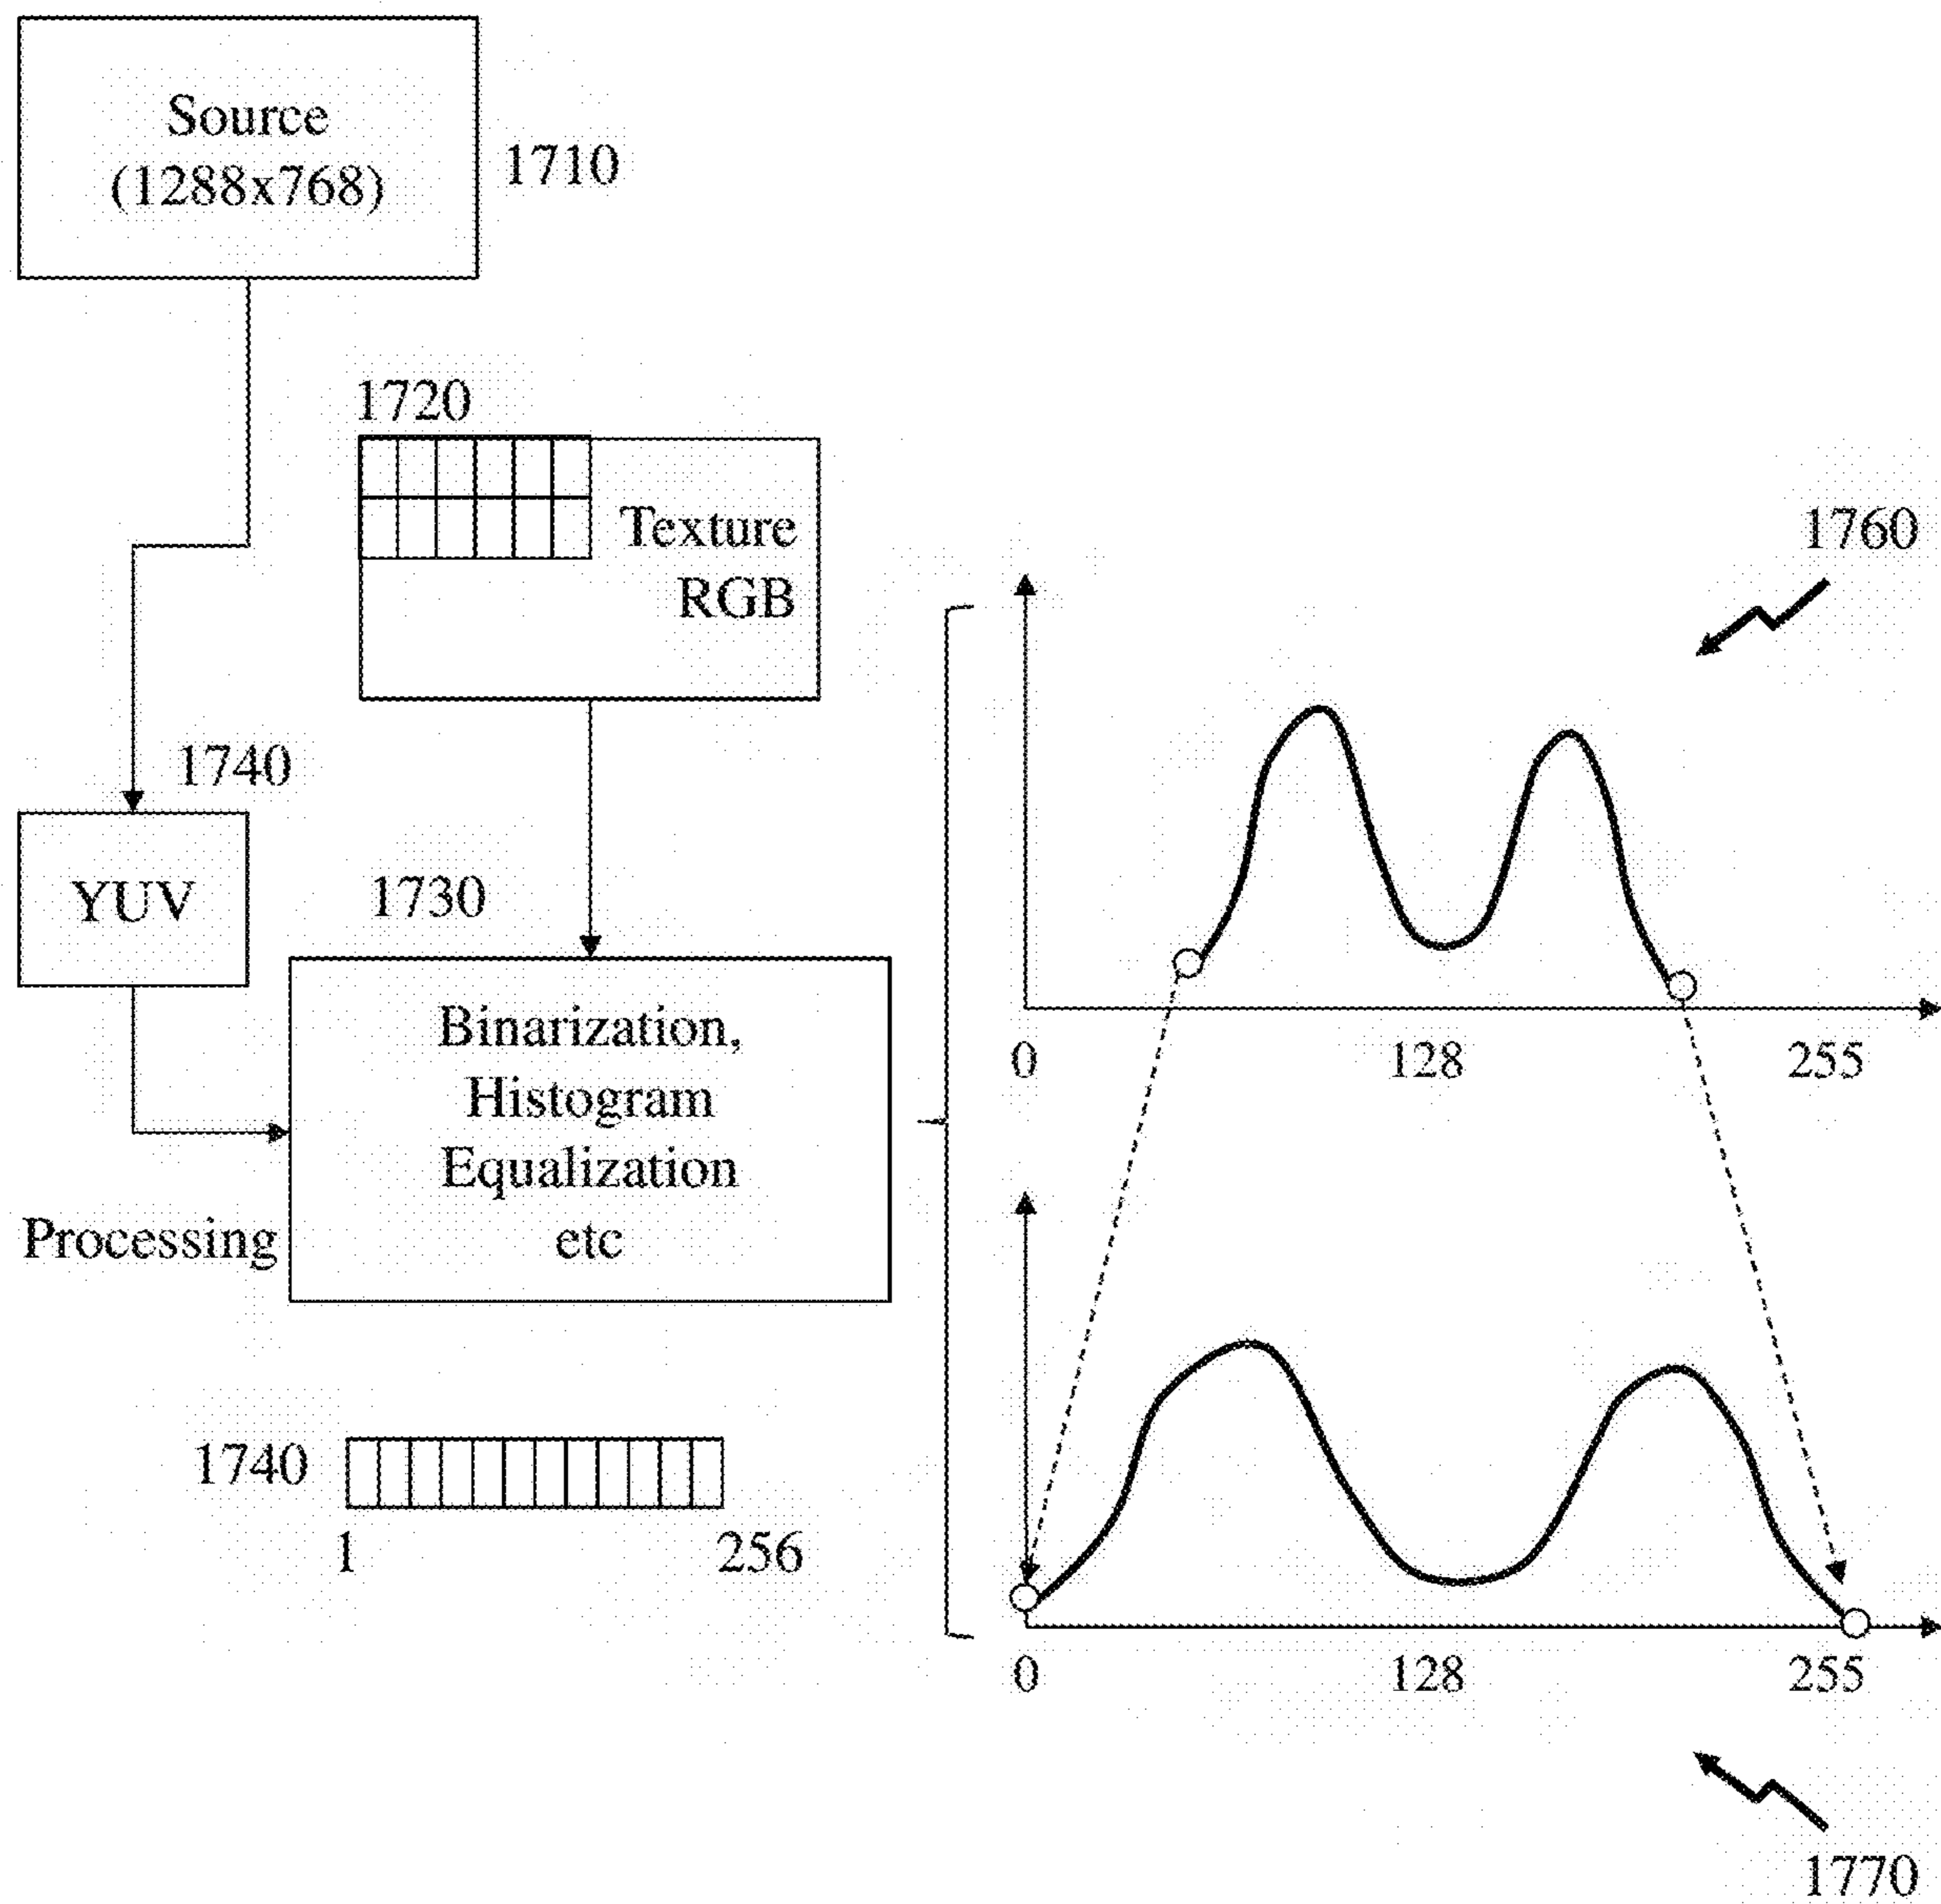 Source
(1288x768)
1710
1720
Texture
RGB
1740
YUV
1730
Binarization,
Histogram
Equalization
etc
Processing
1740
1
256
1760
0
128
255
0
128
255
1770